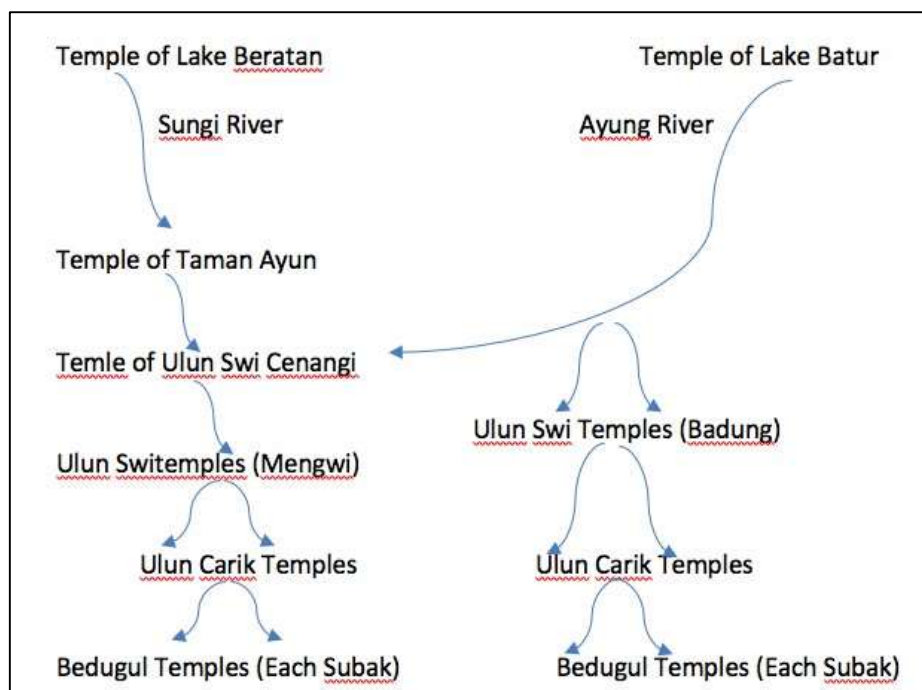 Temple of Lake Beratan
Temple of Lake Batur
Sungi River
Ayung River
Temple of Taman Ayun
Temle of Ulun Swi Cenangi
Ulun Swi Temples (Badung)
Ulun Switemples (Mengwi)
Ulun Carik Temples
Ulun Carik Temples
Bedugul Temples (Each Subak)
Bedugul Temples (Each Subak)